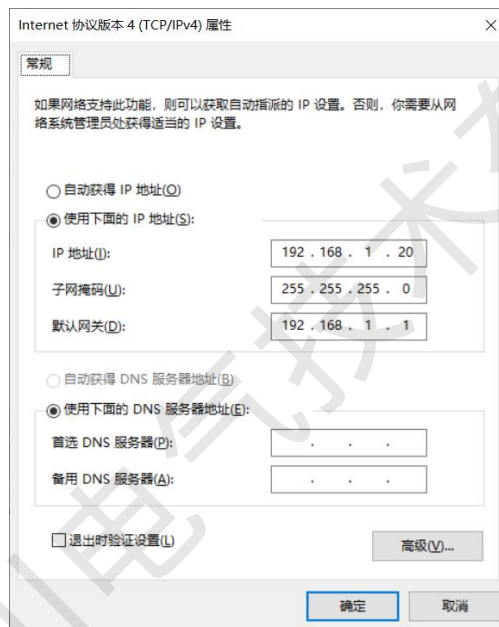 Internet 协议版本 4 (TCP/IPv4) 属性
常规
如果网络支持此功能，则可以获取自动指派的 IP 设置。否则，你需要从网
络系统管理员处获得适当的 IP 设置。
自动获得 IP 地址(O)
使用下面的 IP 地址(S):
IP 地址(I): 192 . 168 . 1 . 20
子网掩码(U): 255 . 255 . 255 . 0
默认网关(D): 192 . 168 . 1 . 1
自动获得 DNS 服务器地址(B)
使用下面的 DNS 服务器地址(E):
首选 DNS 服务器(P): . . .
备用 DNS 服务器(A): . . .
退出时验证设置(L)
高级(V)...
确定 取消
电气技术